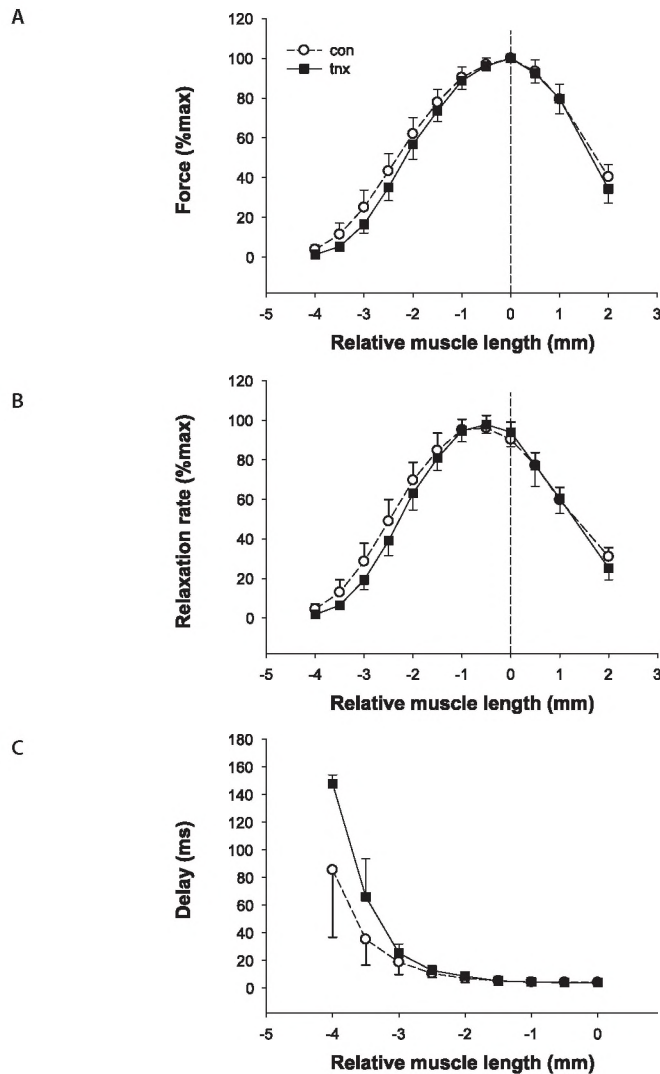 A
120
100
80
60
40
20
0
Force (%max)
con
tnx
-5 -4 -3 -2 -1 0 1 2 3
Relative muscle length (mm)
B
120
100
80
60
40
20
0
Relaxation rate (%max)
-5 -4 -3 -2 -1 0 1 2 3
Relative muscle length (mm)
C
180
160
140
120
100
80
60
40
20
0
Delay (ms)
-5 -4 -3 -2 -1 0
Relative muscle length (mm)